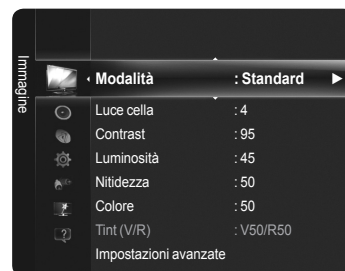 Immagine
Modalità : Standard
Luce cella : 4
Contrast : 95
Luminosità : 45
Nitidezza : 50
Colore : 50
Tint (V/R) : V50/R50
Impostazioni avanzate